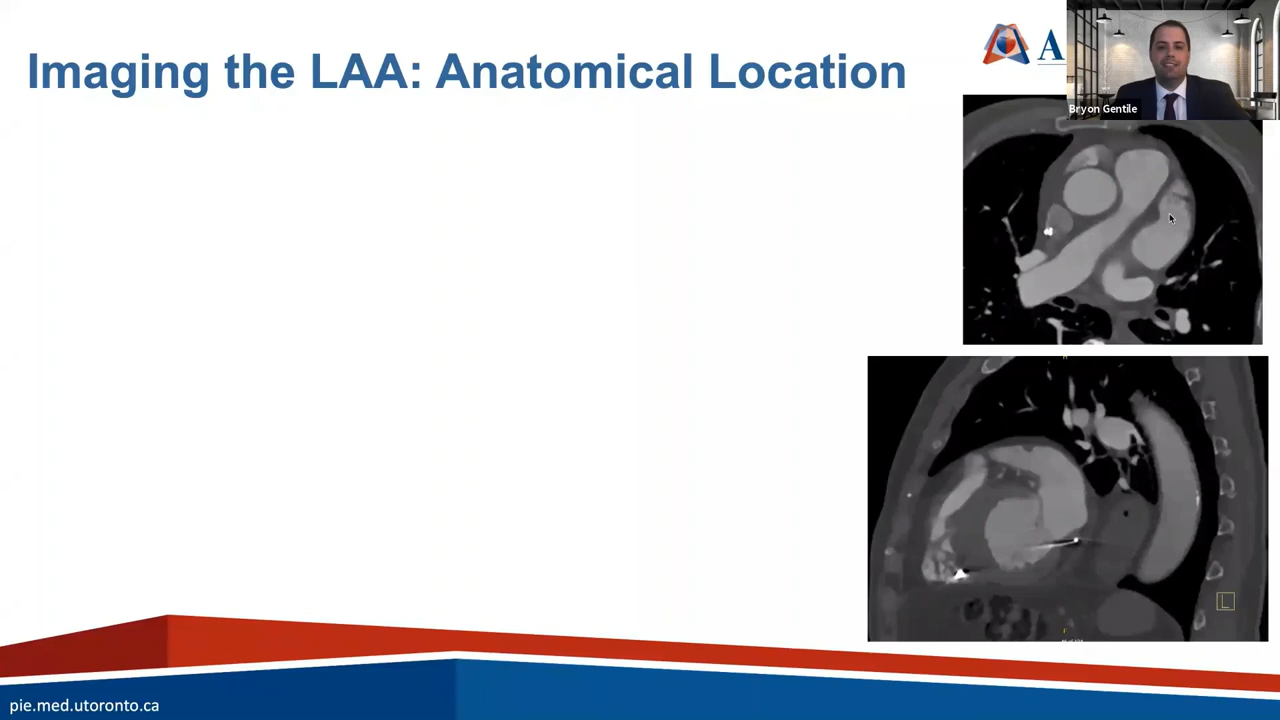 Imaging the LAA: Anatomical Location
A
Bryon Gentile
L
pie.med.utoronto.ca